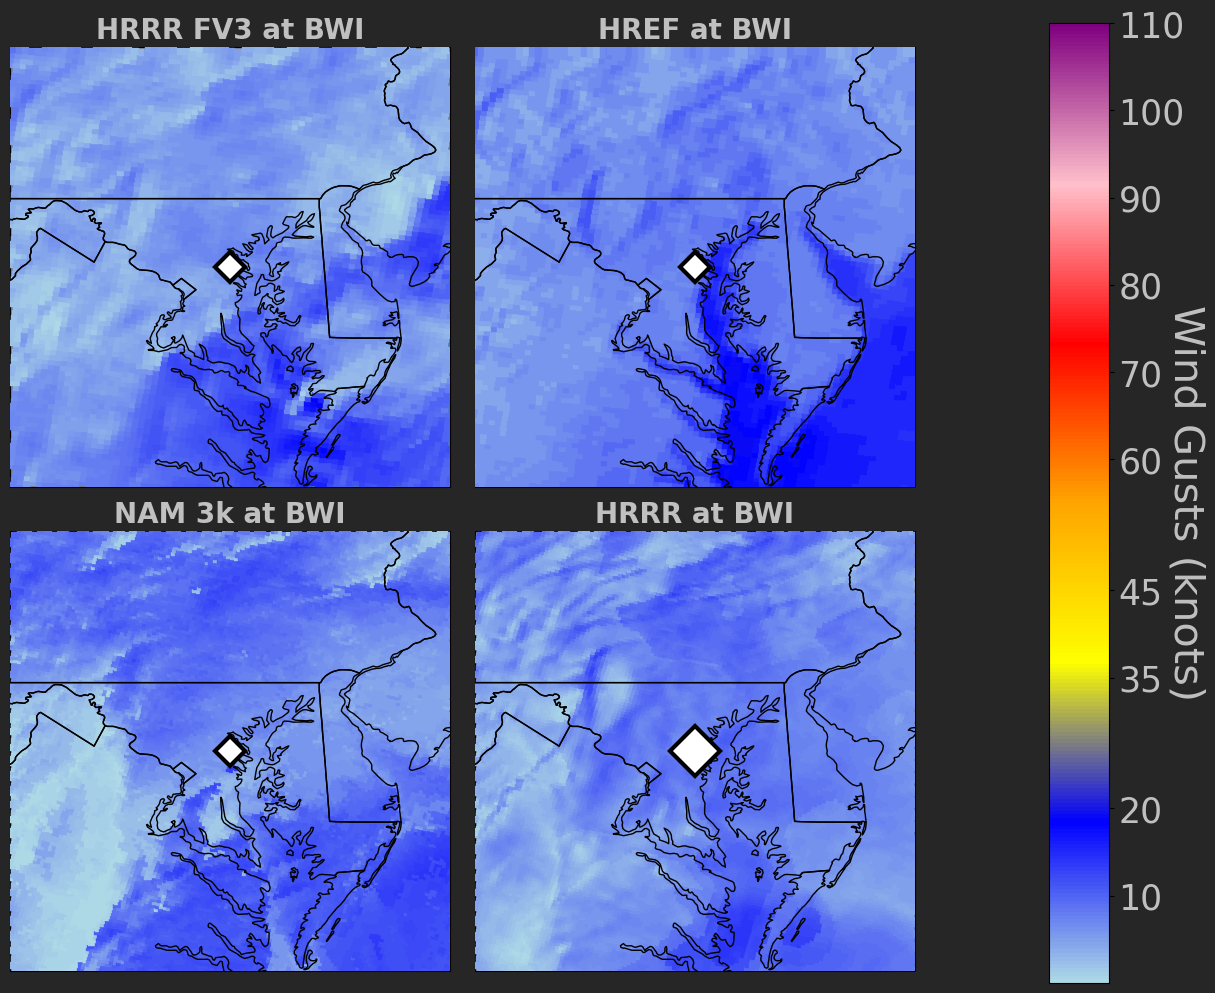 HRRR FV3 at BWI
HREF at BWI
NAM 3k at BWI
HRRR at BWI
110
100
90
80
70
60
45
35
20
10
Wind Gusts (knots)